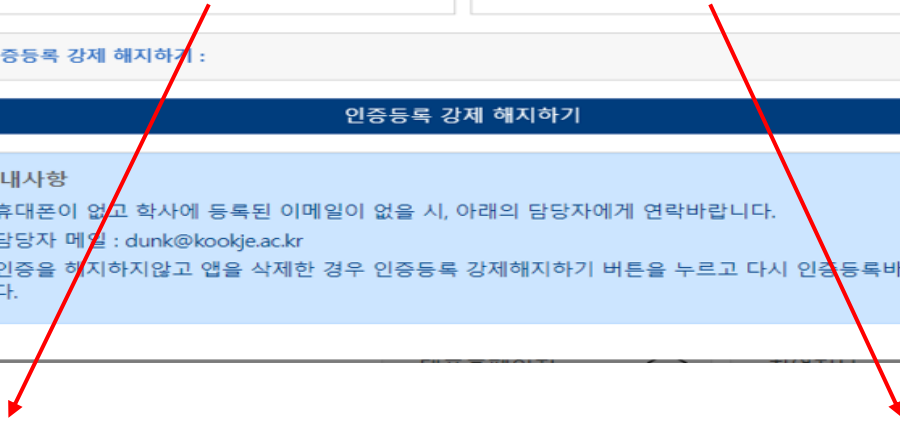 증등록 강제 해지하기 :
인증등록 강제 해지하기
내사항
휴대폰이 없고 학사에 등록된 이메일이 없을 시, 아래의 담당자에게 연락바랍니다.
담당자 메일 : dunk@kookje.ac.kr
인증을 해지하지않고 앱을 삭제한 경우 인증등록 강제해지하기 버튼을 누르고 다시 인증등록바
다.